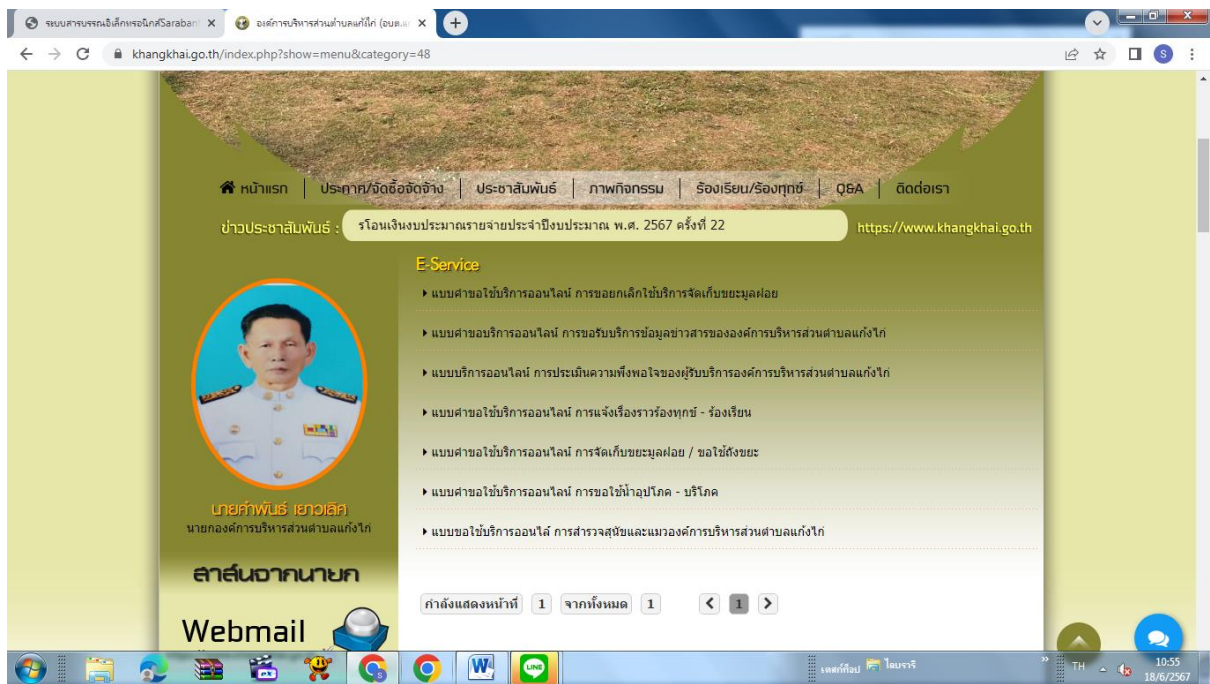 ระบบสารบรรณอิเล็กทรอนิกส์Saraban
องค์การบริหารส่วนตำบลแก้งไก่ (อบต.
khangkhai.go.th/index.php?show=menu&category=48
S
หน้าแรก
ประกาศ/จัดซื้อจัดจ้าง
ประชาสัมพันธ์
ภาพกิจกรรม
ร้องเรียน/ร้องทุกข์
Q&A
ติดต่อเรา
ข่าวประชาสัมพันธ์ :
รโอนเงินงบประมาณรายจ่ายประจำปีงบประมาณ พ.ศ. 2567 ครั้งที่ 22
https://www.khangkhai.go.th
E-Service
แบบคำขอใช้บริการออนไลน์ การขอยกเลิกใช้บริการจัดเก็บขยะมูลฝอย
แบบคำขอบริการออนไลน์ การขอรับบริการข้อมูลข่าวสารขององค์การบริหารส่วนตำบลแก้งไก่
แบบบริการออนไลน์ การประเมินความพึงพอใจของผู้รับบริการองค์การบริหารส่วนตำบลแก้งไก่
แบบคำขอใช้บริการออนไลน์ การแจ้งเรื่องราวร้องทุกข์ - ร้องเรียน
แบบคำขอใช้บริการออนไลน์ การจัดเก็บขยะมูลฝอย / ขอใช้ถังขยะ
แบบคำขอใช้บริการออนไลน์ การขอใช้น้ำอุปโภค - บริโภค
แบบขอใช้บริการออนไล์ การสำรวจสุนัขและแมวองค์การบริหารส่วนตำบลแก้งไก่
นายคำพันธ์ เยาวเลิศ
นายกองค์การบริหารส่วนตำบลแก้งไก่
สาส์นจากนายก
Webmail
กำลังแสดงหน้าที่ 1 จากทั้งหมด 1
1
LINE
เดสก์ท็อป
ไลบรารี
TH
10:55
18/6/2567